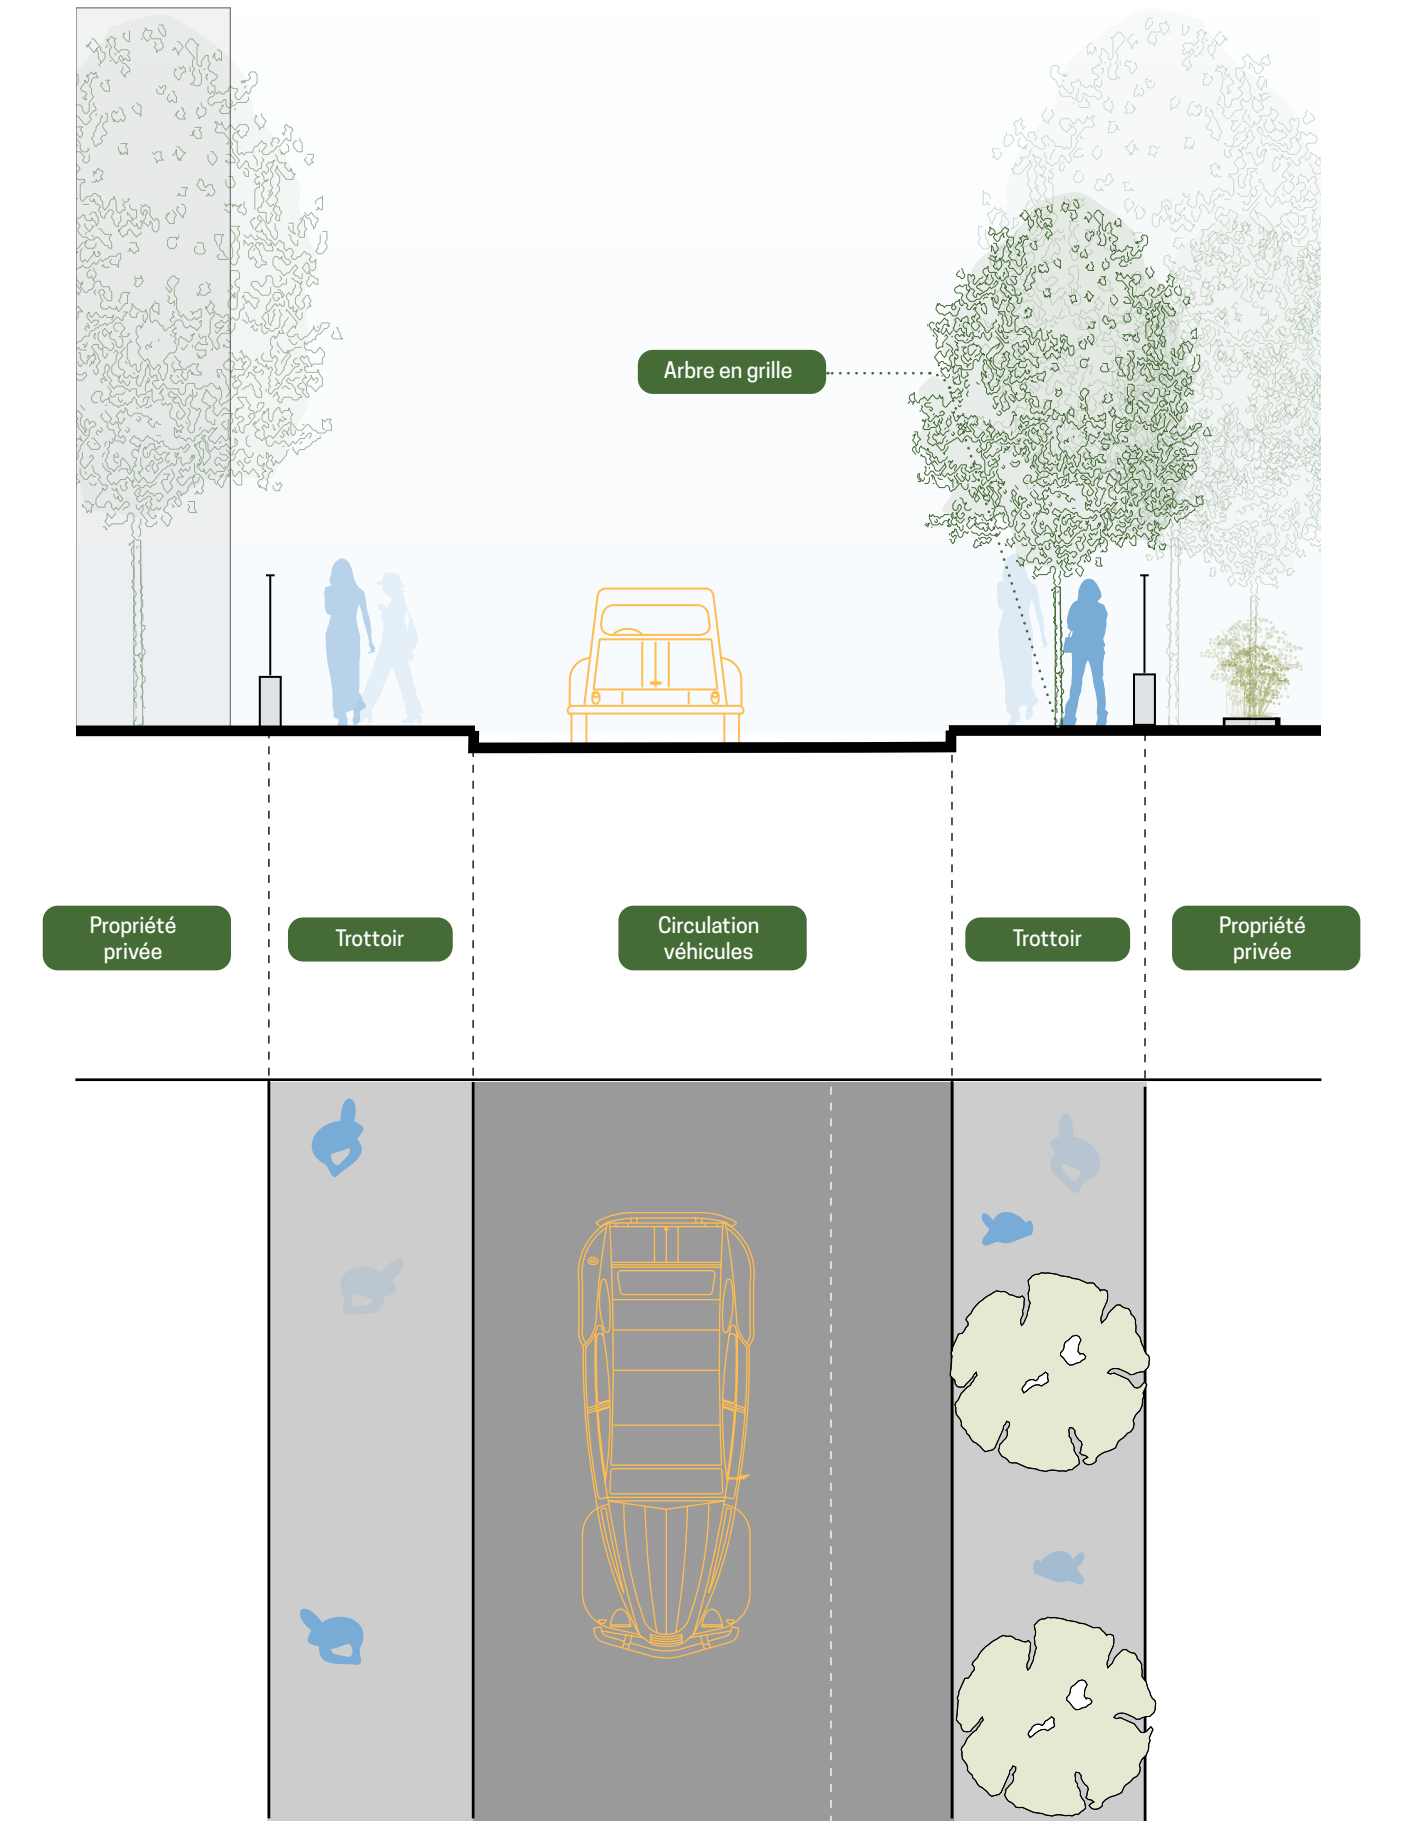 Arbre en grille
Propriété
privée
Trottoir
Circulation
véhicules
Trottoir
Propriété
privée